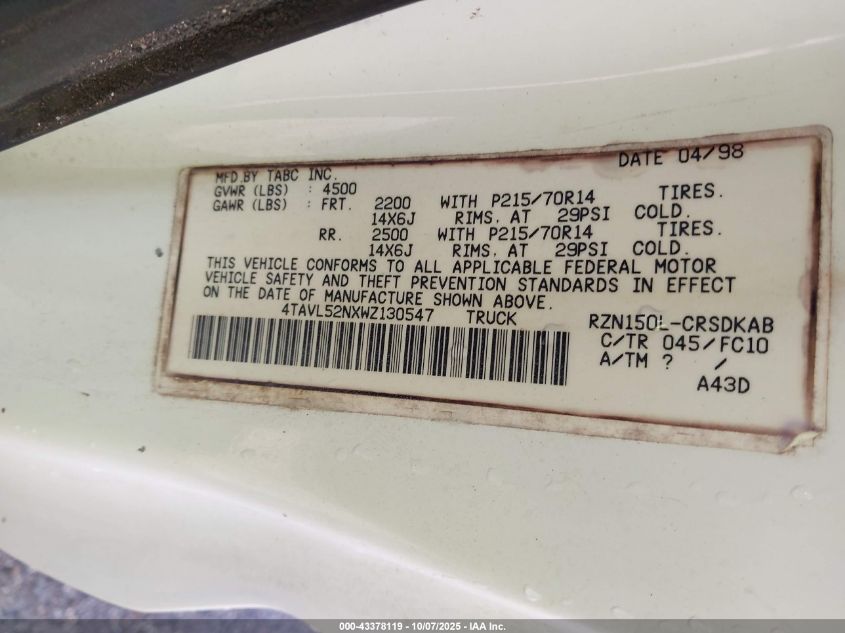 MFD.BY TABC INC. DATE 04/98
GVWR (LBS) : 4500
GAWR (LBS) : FRT. 2200 WITH P215/70R14 TIRES.
14X6J RIMS. AT 29PSI COLD.
RR. 2500 WITH P215/70R14 TIRES.
14X6J RIMS. AT 29PSI COLD.
THIS VEHICLE CONFORMS TO ALL APPLICABLE FEDERAL MOTOR
VEHICLE SAFETY AND THEFT PREVENTION STANDARDS IN EFFECT
ON THE DATE OF MANUFACTURE SHOWN ABOVE.
4TAVL52NXWZ130547 TRUCK RZN150L-CRSDKAB
C/TR 045/FC10
A/TM ? /
A43D
000-43378119 - 10/07/2025 - IAA Inc.